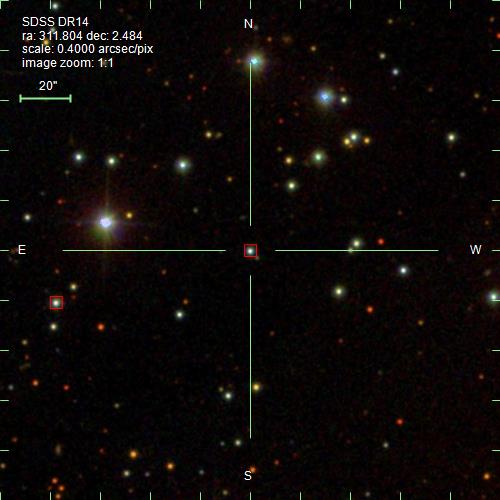 SDSS DR14
ra: 311.804 dec: 2.484
scale: 0.4000 arcsec/pix
image zoom: 1:1
20"
N
E
W
S